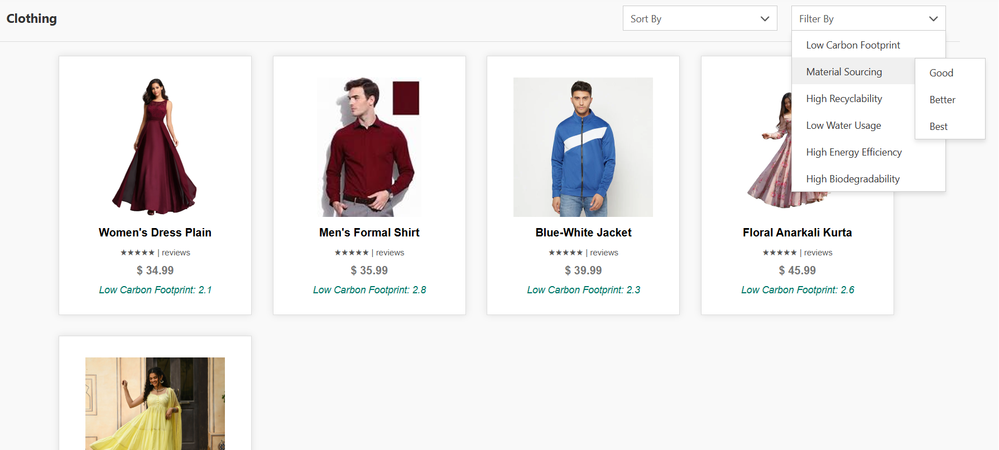 Clothing
Sort By
Filter By
Low Carbon Footprint
Material Sourcing
High Recyclability
Low Water Usage
High Energy Efficiency
High Biodegradability
Good
Better
Best
Women's Dress Plain
★★★★★ | reviews
$ 34.99
Low Carbon Footprint: 2.1
Men's Formal Shirt
★★★★★ | reviews
$ 35.99
Low Carbon Footprint: 2.8
Blue-White Jacket
★★★★★ | reviews
$ 39.99
Low Carbon Footprint: 2.3
Floral Anarkali Kurta
★★★★★ | reviews
$ 45.99
Low Carbon Footprint: 2.6